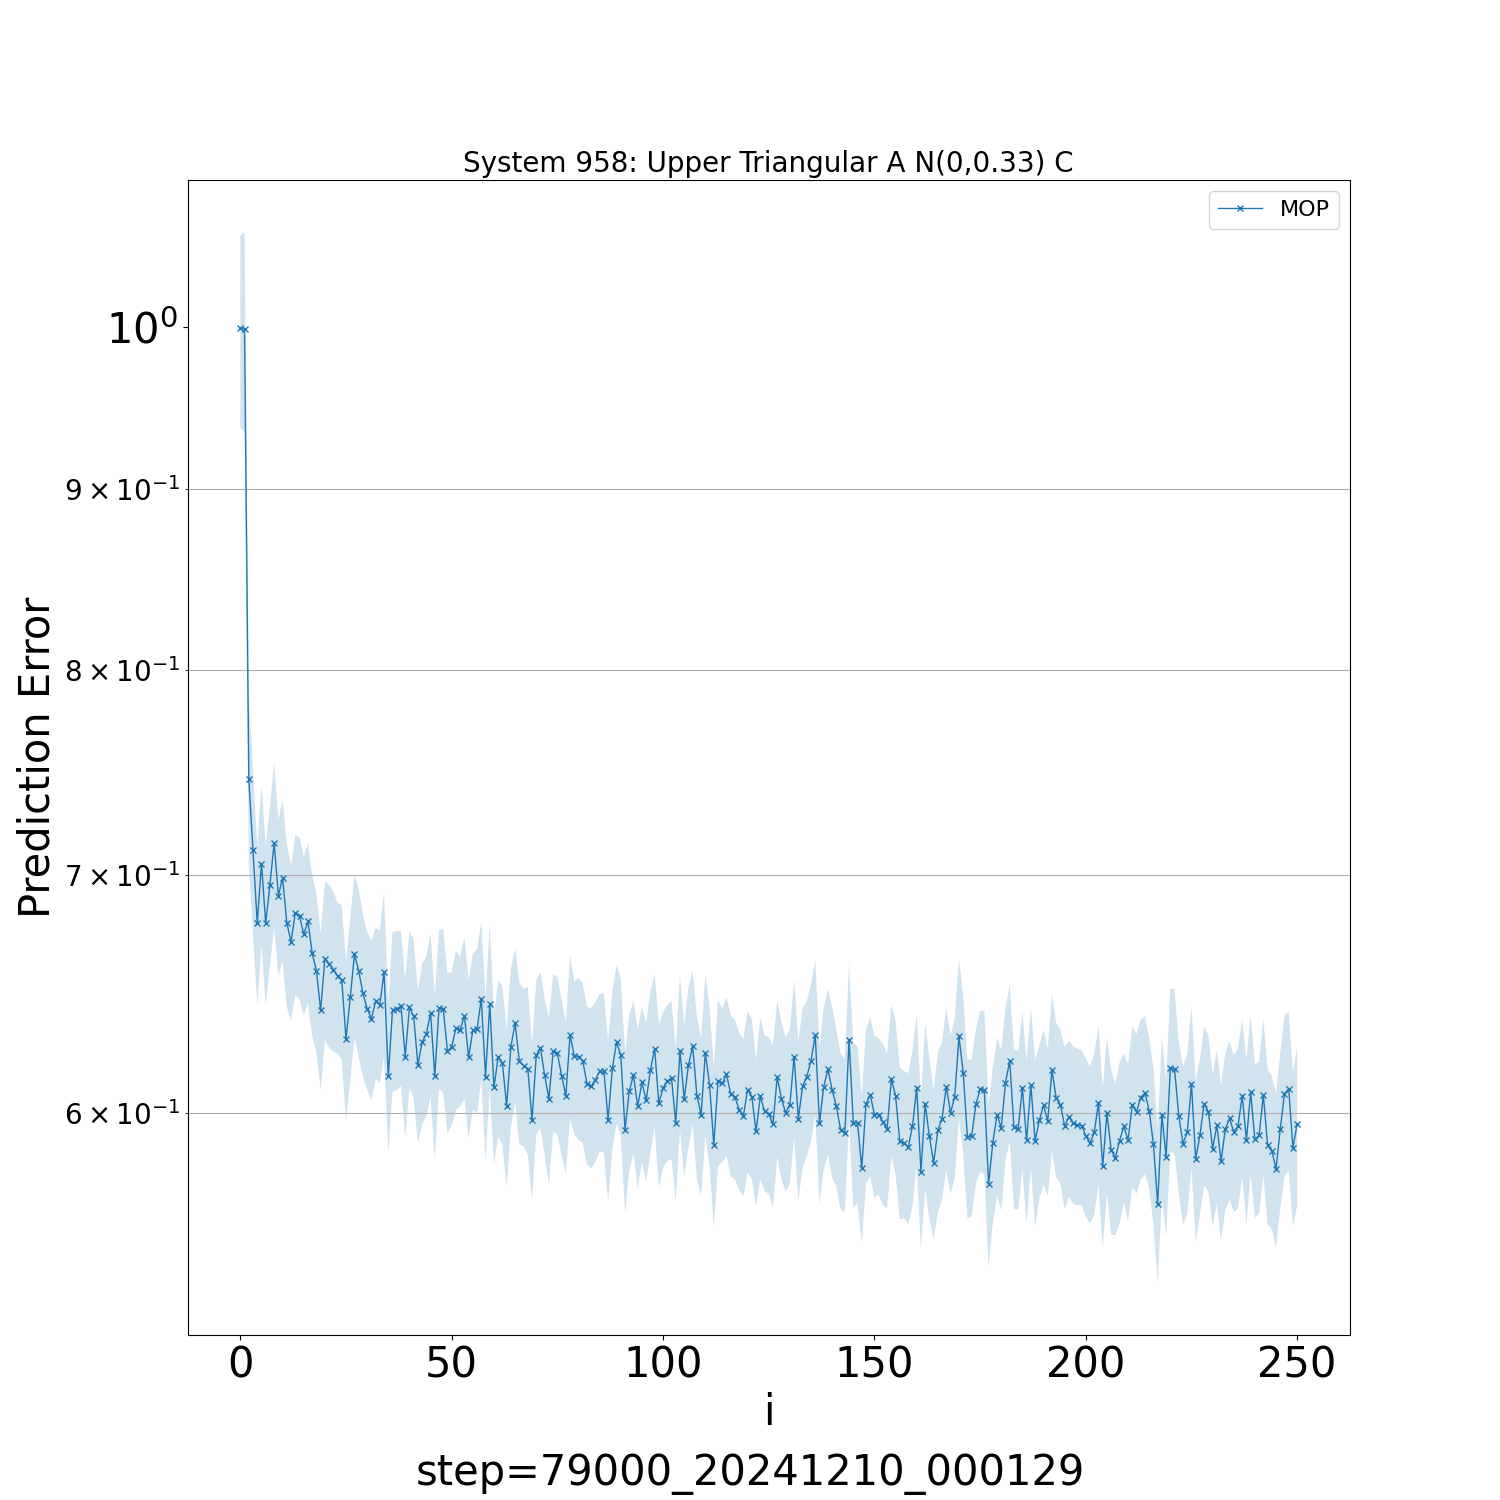 System 958: Upper Triangular A N(0,0.33) C
MOP
10⁰
9 × 10⁻¹
8 × 10⁻¹
7 × 10⁻¹
6 × 10⁻¹
Prediction Error
0 50 100 150 200 250
i
step=79000_20241210_000129